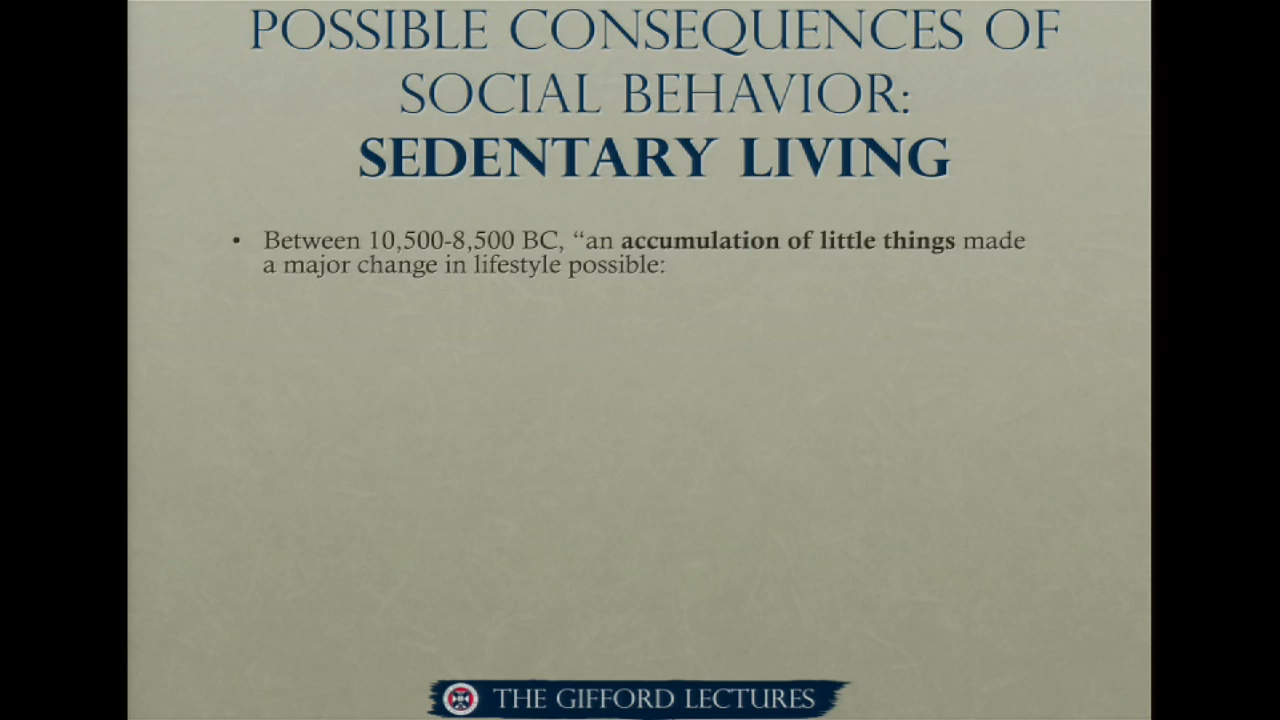 POSSIBLE CONSEQUENCES OF
SOCIAL BEHAVIOR:
SEDENTARY LIVING
• Between 10,500-8,500 BC, “an accumulation of little things made
a major change in lifestyle possible:
THE GIFFORD LECTURES